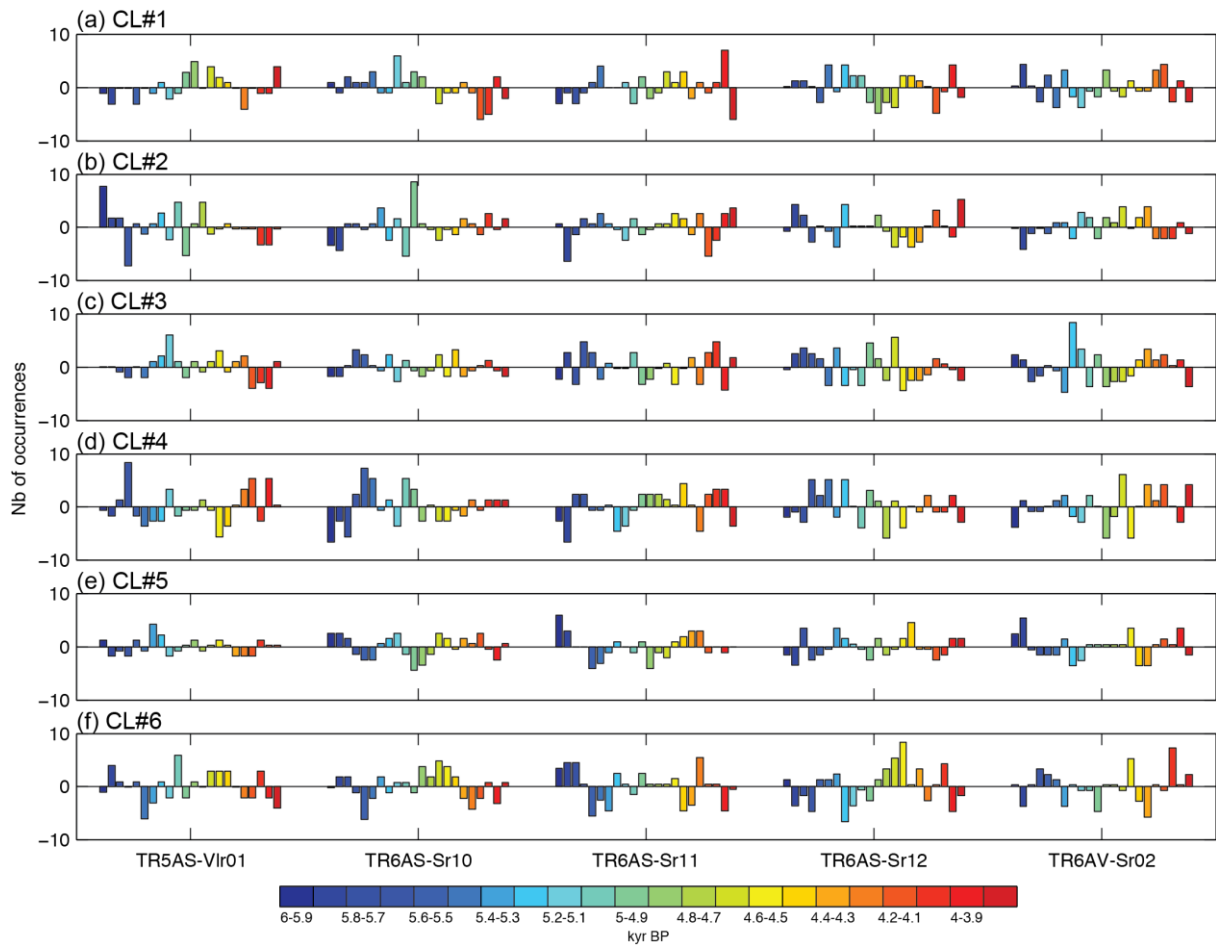 (a) CL#1
10
0
−10
(b) CL#2
10
0
−10
(c) CL#3
10
0
−10
(d) CL#4
10
0
−10
(e) CL#5
10
0
−10
(f) CL#6
10
0
−10
Nb of occurrences
TR5AS-Vlr01 TR6AS-Sr10 TR6AS-Sr11 TR6AS-Sr12 TR6AV-Sr02
6-5.9 5.8-5.7 5.6-5.5 5.4-5.3 5.2-5.1 5-4.9 4.8-4.7 4.6-4.5 4.4-4.3 4.2-4.1 4-3.9
kyr BP